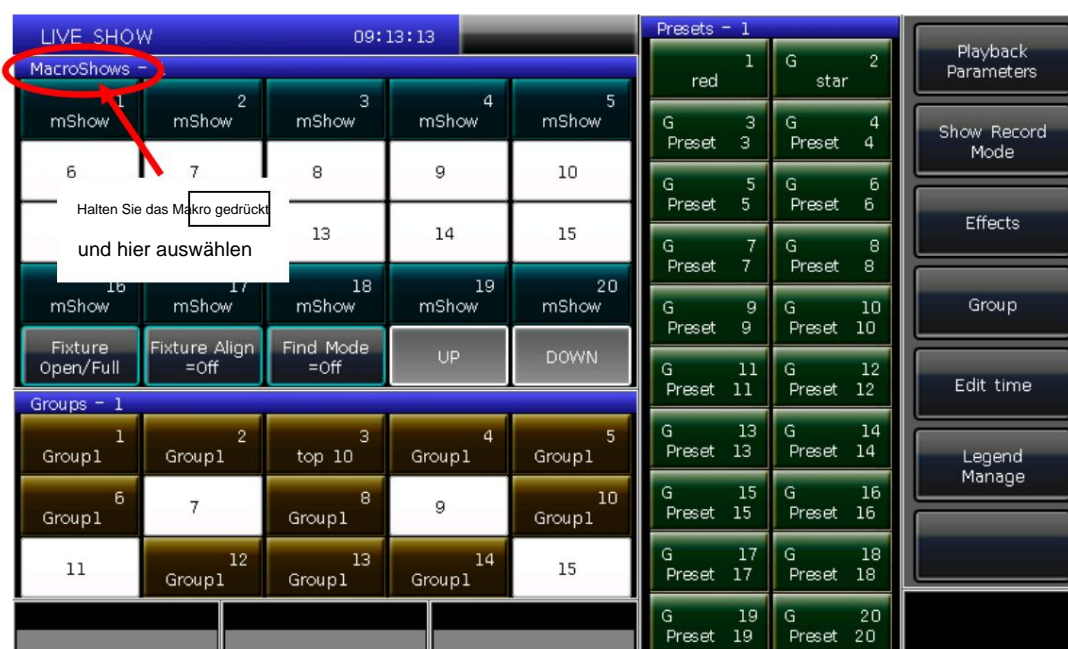 LIVE SHOW 09:13:13
MacroShows - 1
1 mShow
2 mShow
3 mShow
4 mShow
5 mShow
6
7
8
9
10
Halten Sie das Makro gedrückt
und hier auswählen
13
14
15
16 mShow
17 mShow
18 mShow
19 mShow
20 mShow
Fixture
Open/Full
Fixture Align
=Off
Find Mode
=Off
UP
DOWN
Groups - 1
1 Group1
2 Group1
3 top 10
4 Group1
5 Group1
6 Group1
7
8 Group1
9
10 Group1
11
12 Group1
13 Group1
14 Group1
15
Presets - 1
1
red
G 2
star
G 3
Preset 3
G 4
Preset 4
G 5
Preset 5
G 6
Preset 6
G 7
Preset 7
G 8
Preset 8
G 9
Preset 9
G 10
Preset 10
G 11
Preset 11
G 12
Preset 12
G 13
Preset 13
G 14
Preset 14
G 15
Preset 15
G 16
Preset 16
G 17
Preset 17
G 18
Preset 18
G 19
Preset 19
G 20
Preset 20
Playback
Parameters
Show Record
Mode
Effects
Group
Edit time
Legend
Manage